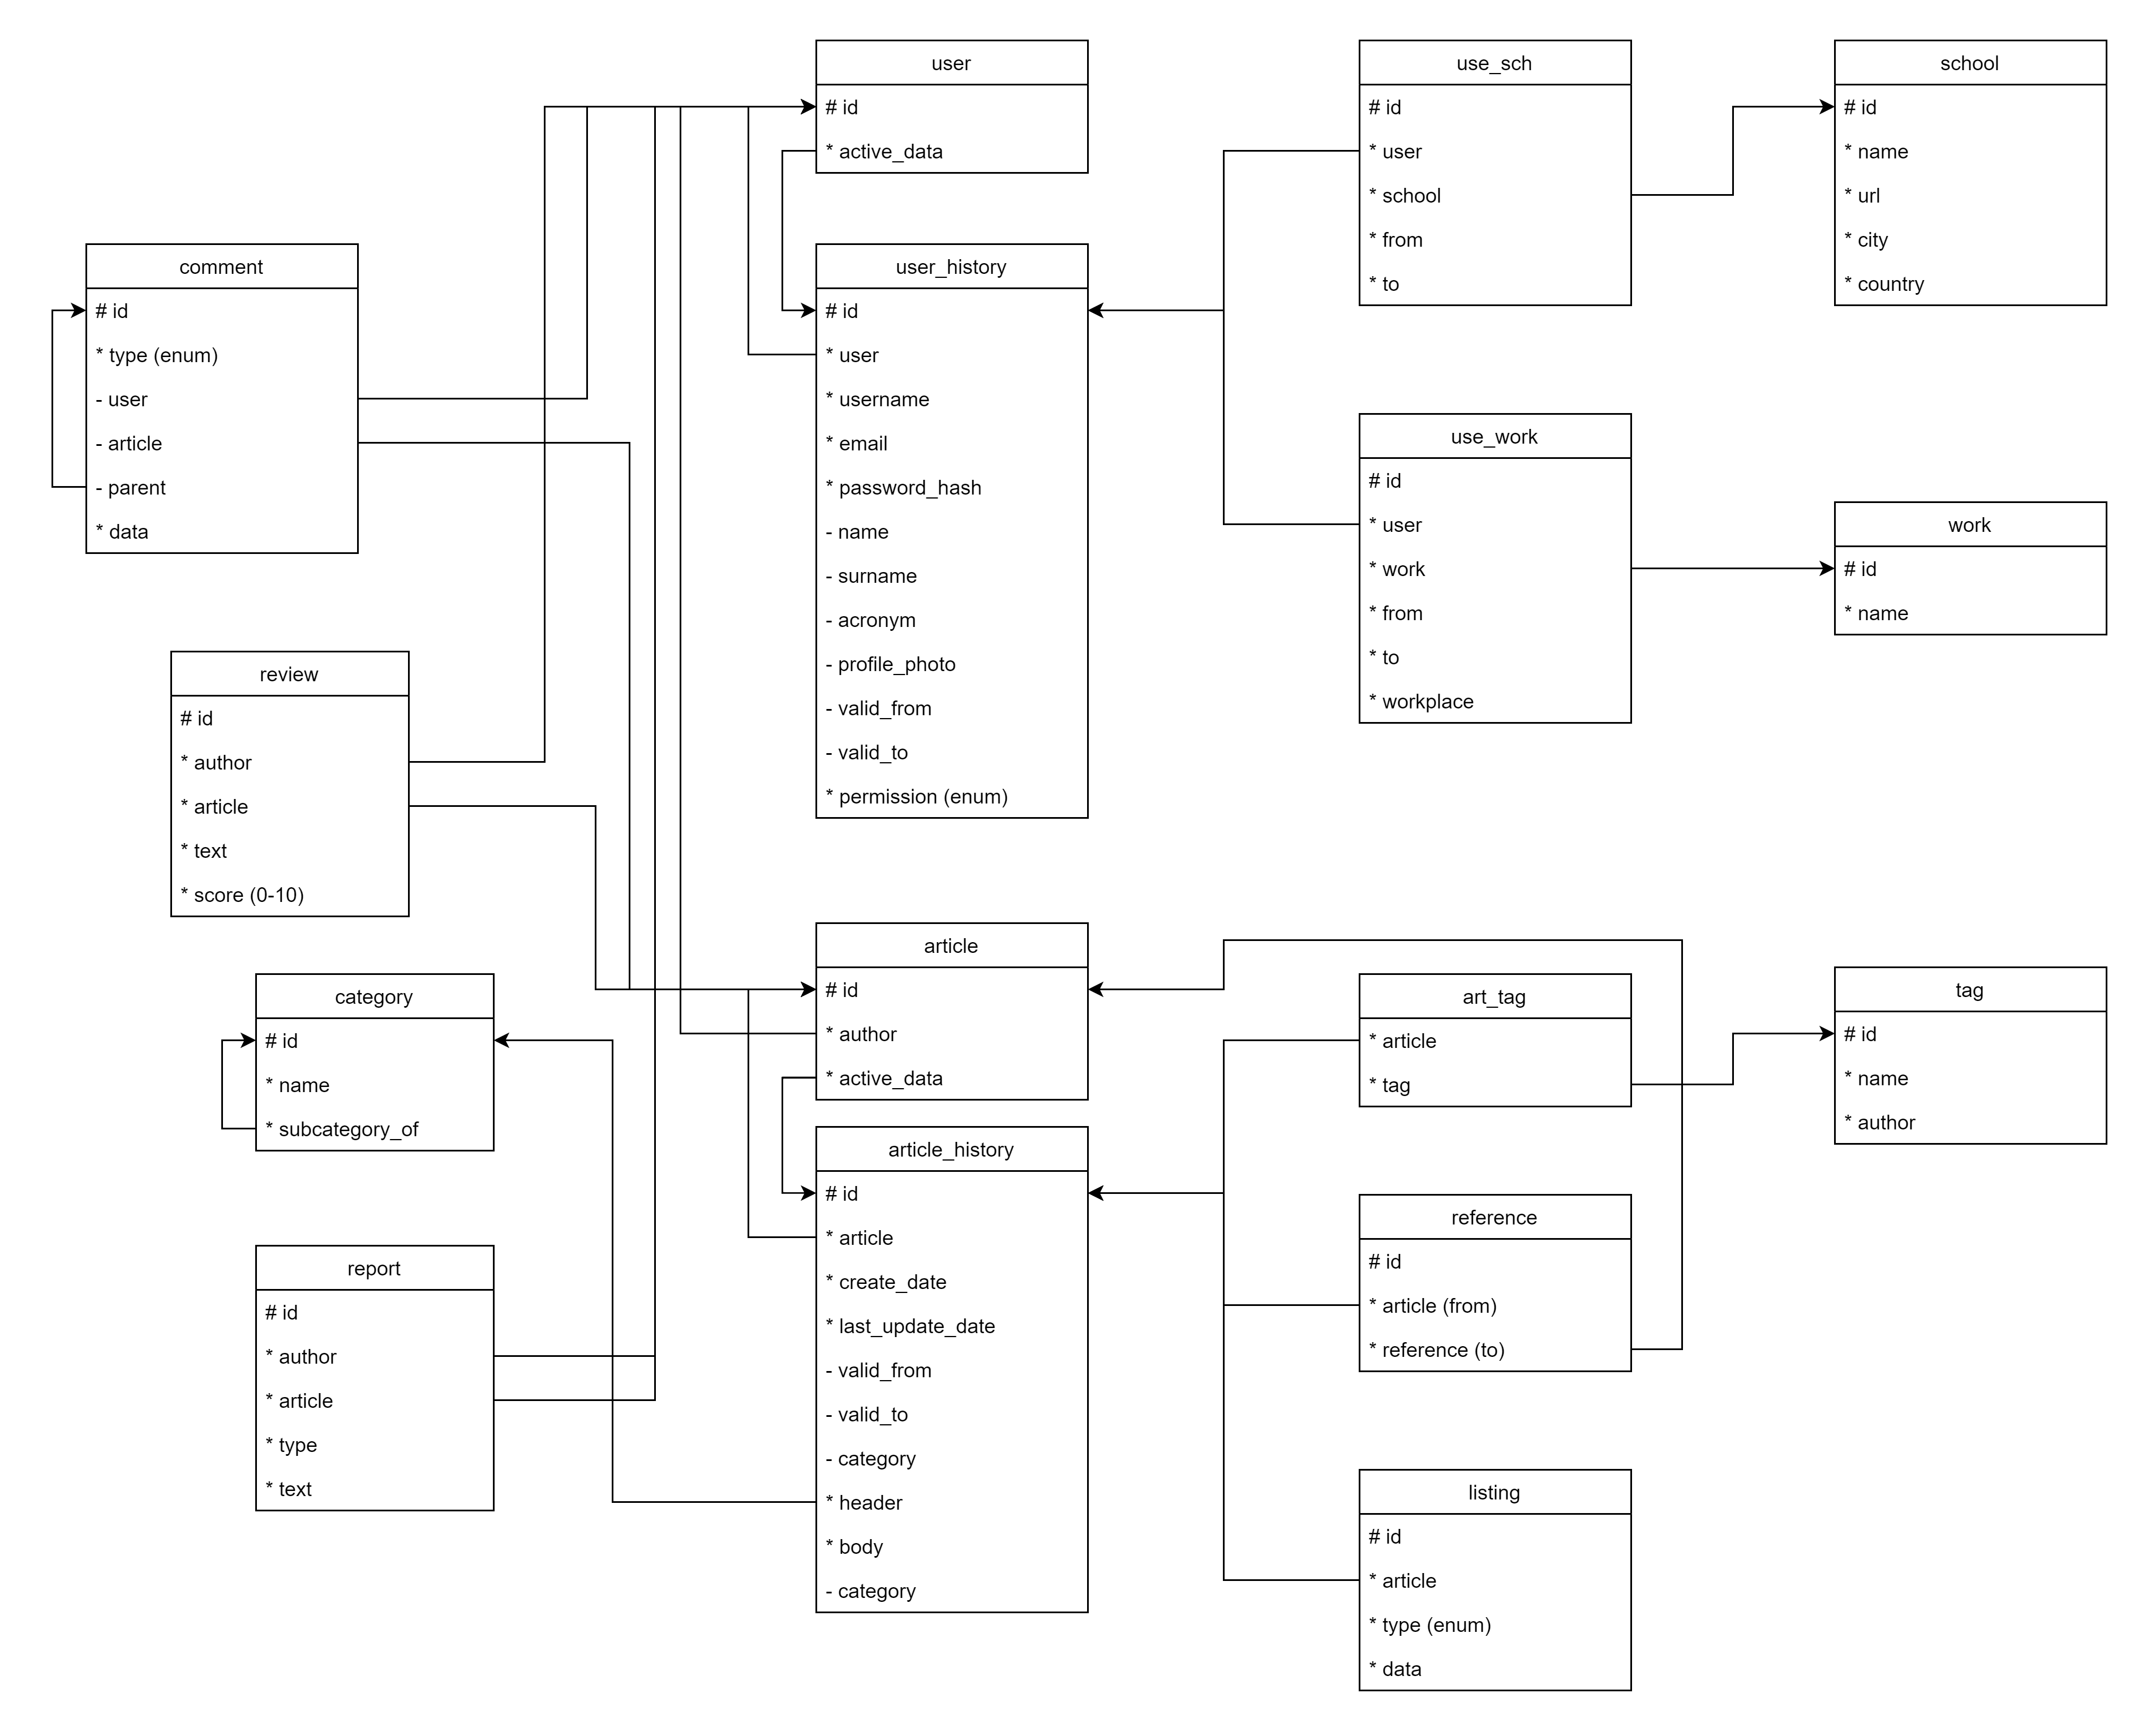 user
# id
* active_data
use_sch
# id
* user
* school
* from
* to
school
# id
* name
* url
* city
* country
comment
# id
* type (enum)
- user
- article
- parent
* data
user_history
# id
* user
* username
* email
* password_hash
- name
- surname
- acronym
- profile_photo
- valid_from
- valid_to
* permission (enum)
use_work
# id
* user
* work
* from
* to
* workplace
work
# id
* name
review
# id
* author
* article
* text
* score (0-10)
article
# id
* author
* active_data
category
# id
* name
* subcategory_of
art_tag
* article
* tag
tag
# id
* name
* author
article_history
# id
* article
* create_date
* last_update_date
- valid_from
- valid_to
- category
* header
* body
- category
reference
# id
* article (from)
* reference (to)
report
# id
* author
* article
* type
* text
listing
# id
* article
* type (enum)
* data